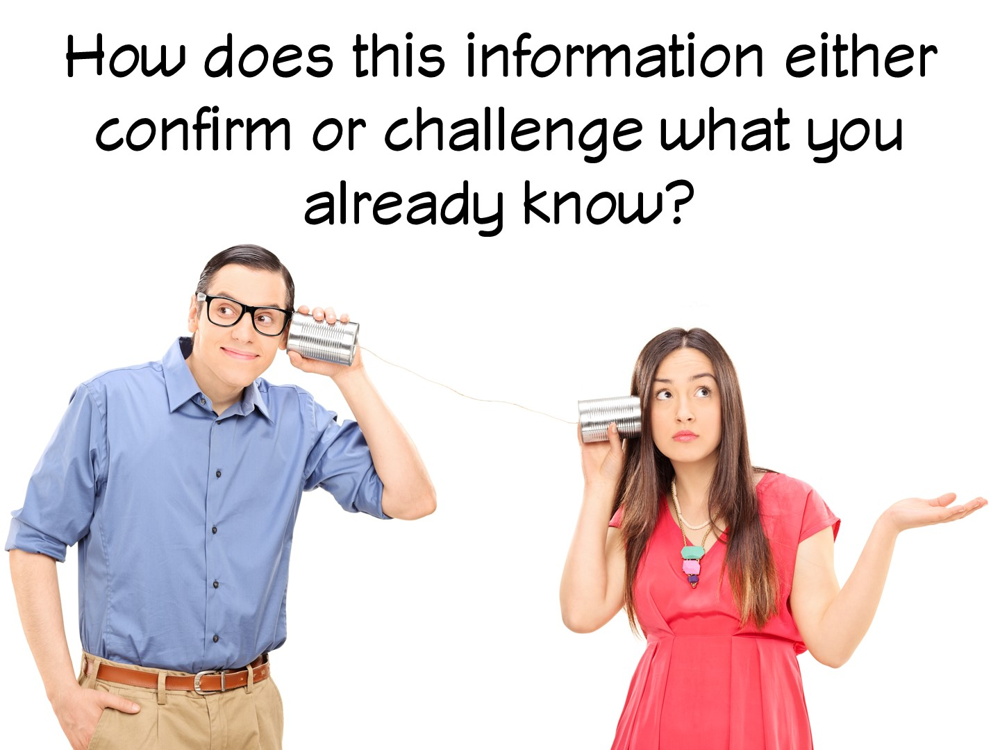 How does this information either
confirm or challenge what you
already know?